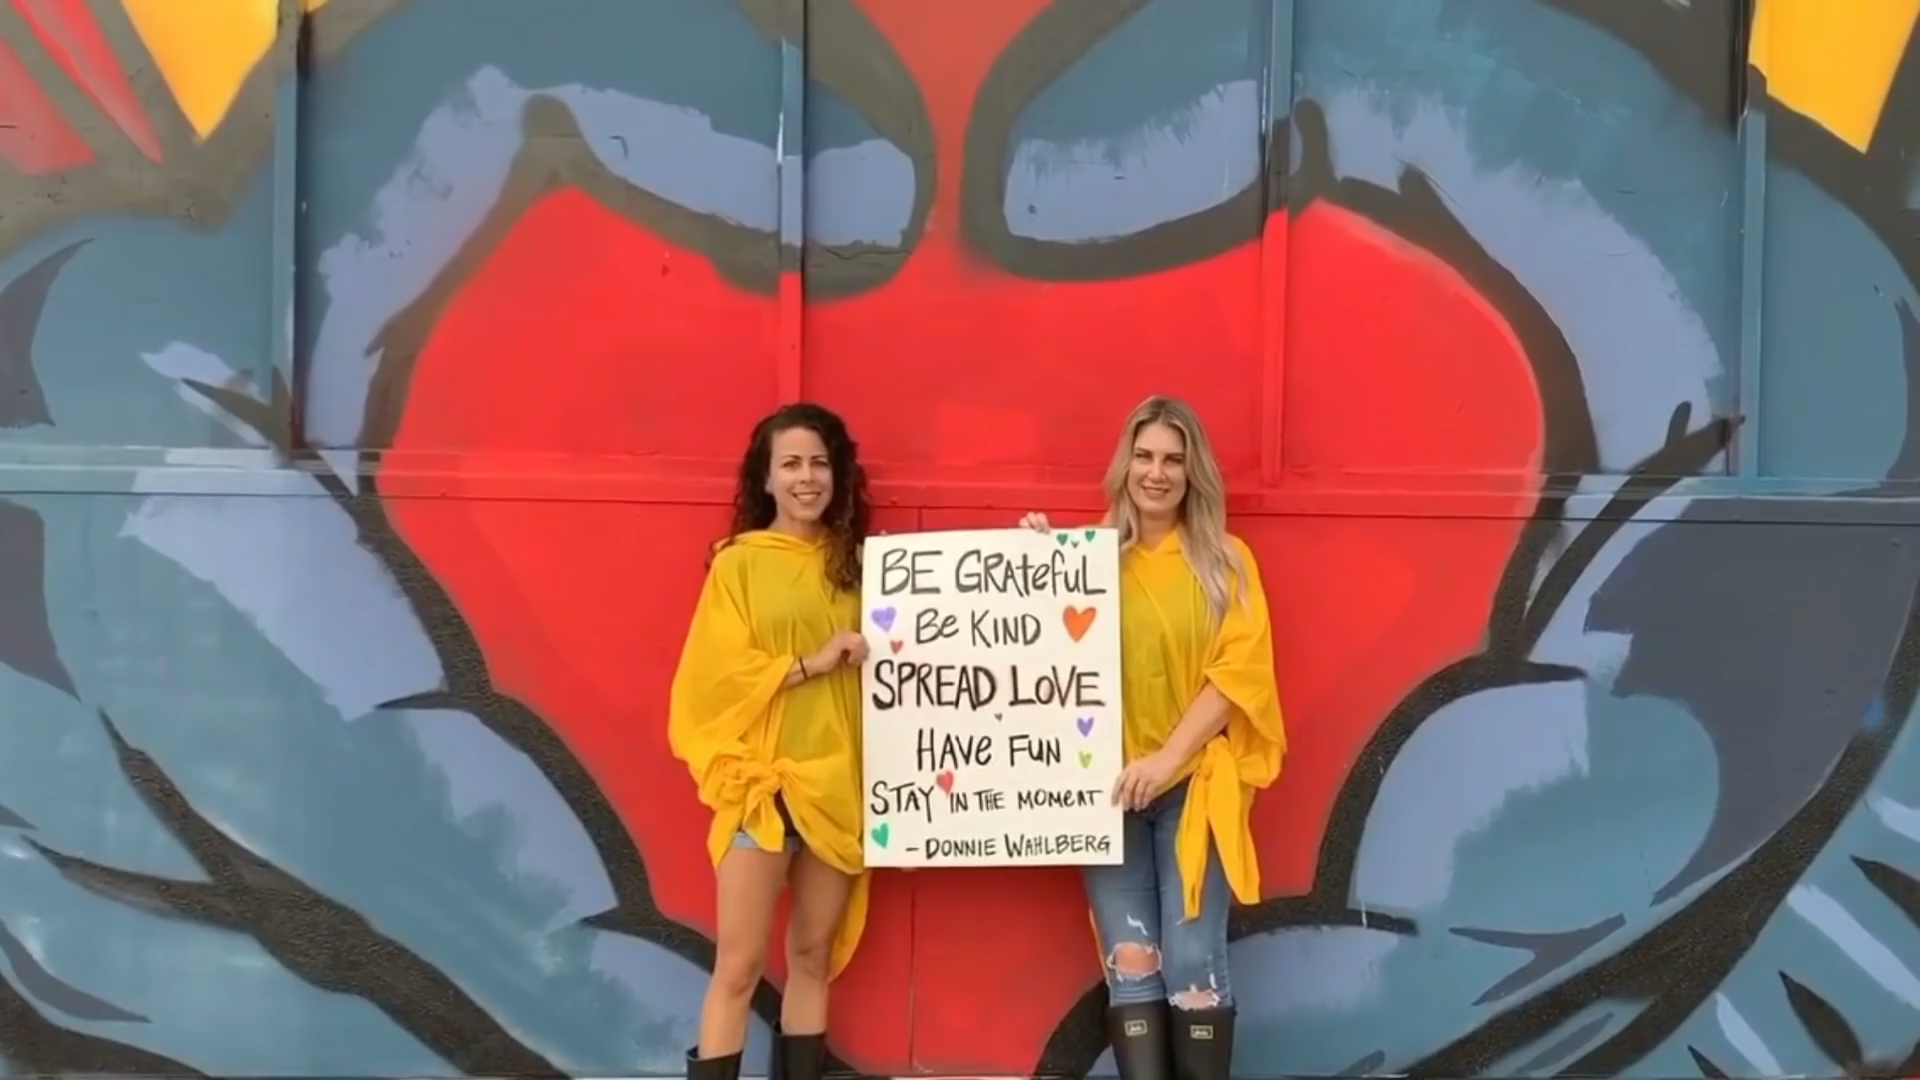 BE GRAtefuL
Be KIND
SPREAD LOVE
HAVe FUN
STAY IN THE MOMeNT
- DONNIE WAHLBERG